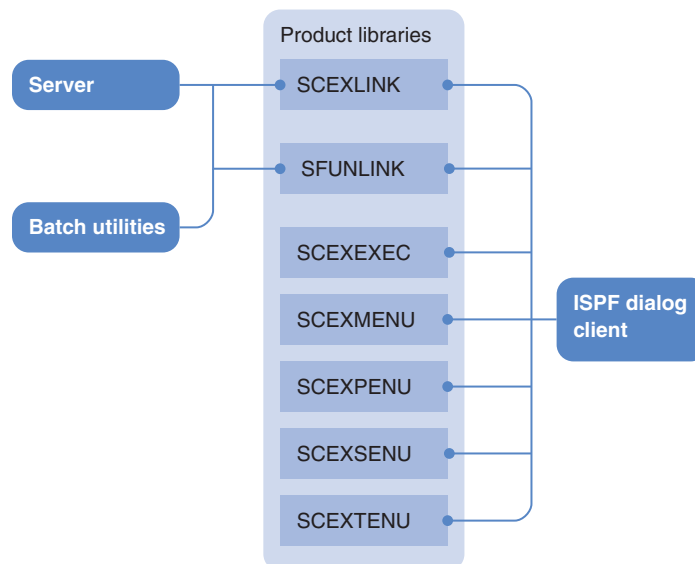 Product libraries
Server
SCEXLINK
SFUNLINK
Batch utilities
SCEXEXEC
SCEXMENU
ISPF dialog
client
SCEXPENU
SCEXSENU
SCEXTENU